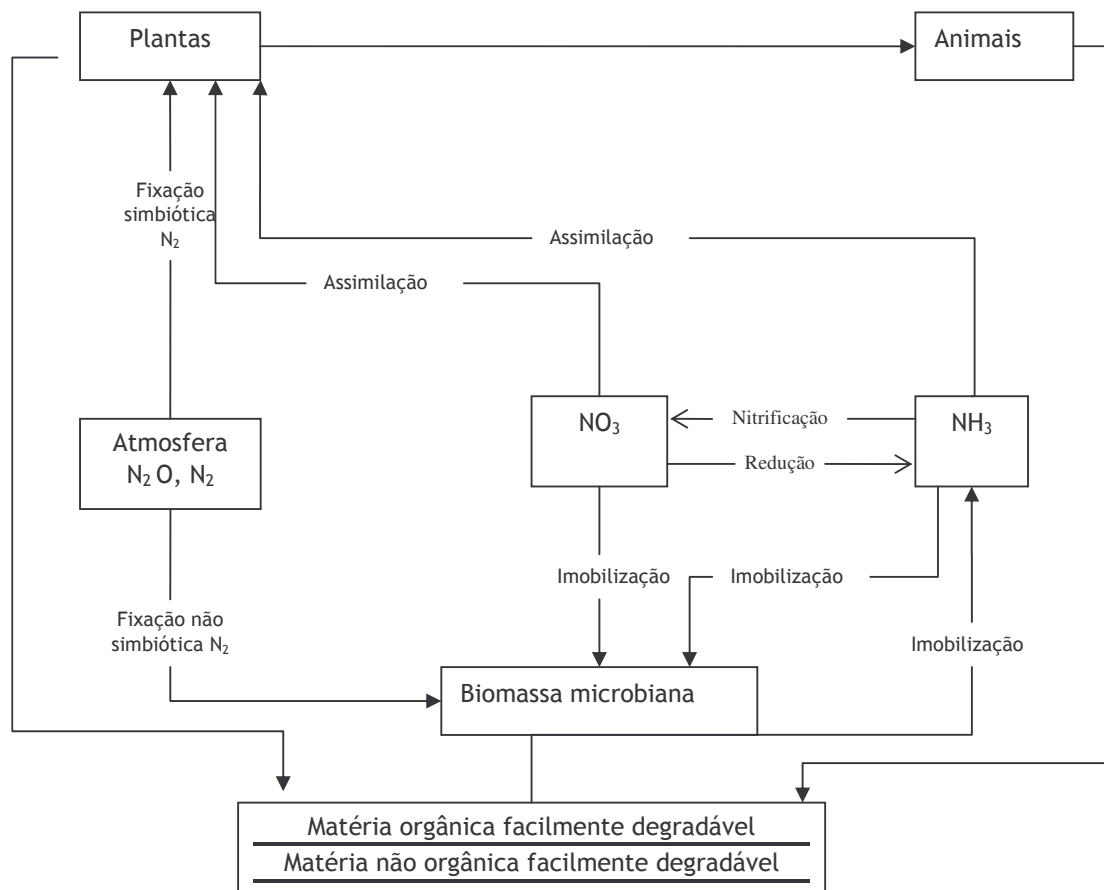 Plantas
Animais
Fixação
simbiótica
N₂
Assimilação
Assimilação
NO₃
Nitrificação
NH₃
Redução
Atmosfera
N₂ O, N₂
Imobilização
Imobilização
Fixação não
simbiótica N₂
Imobilização
Biomassa microbiana
Matéria orgânica facilmente degradável
Matéria não orgânica facilmente degradável